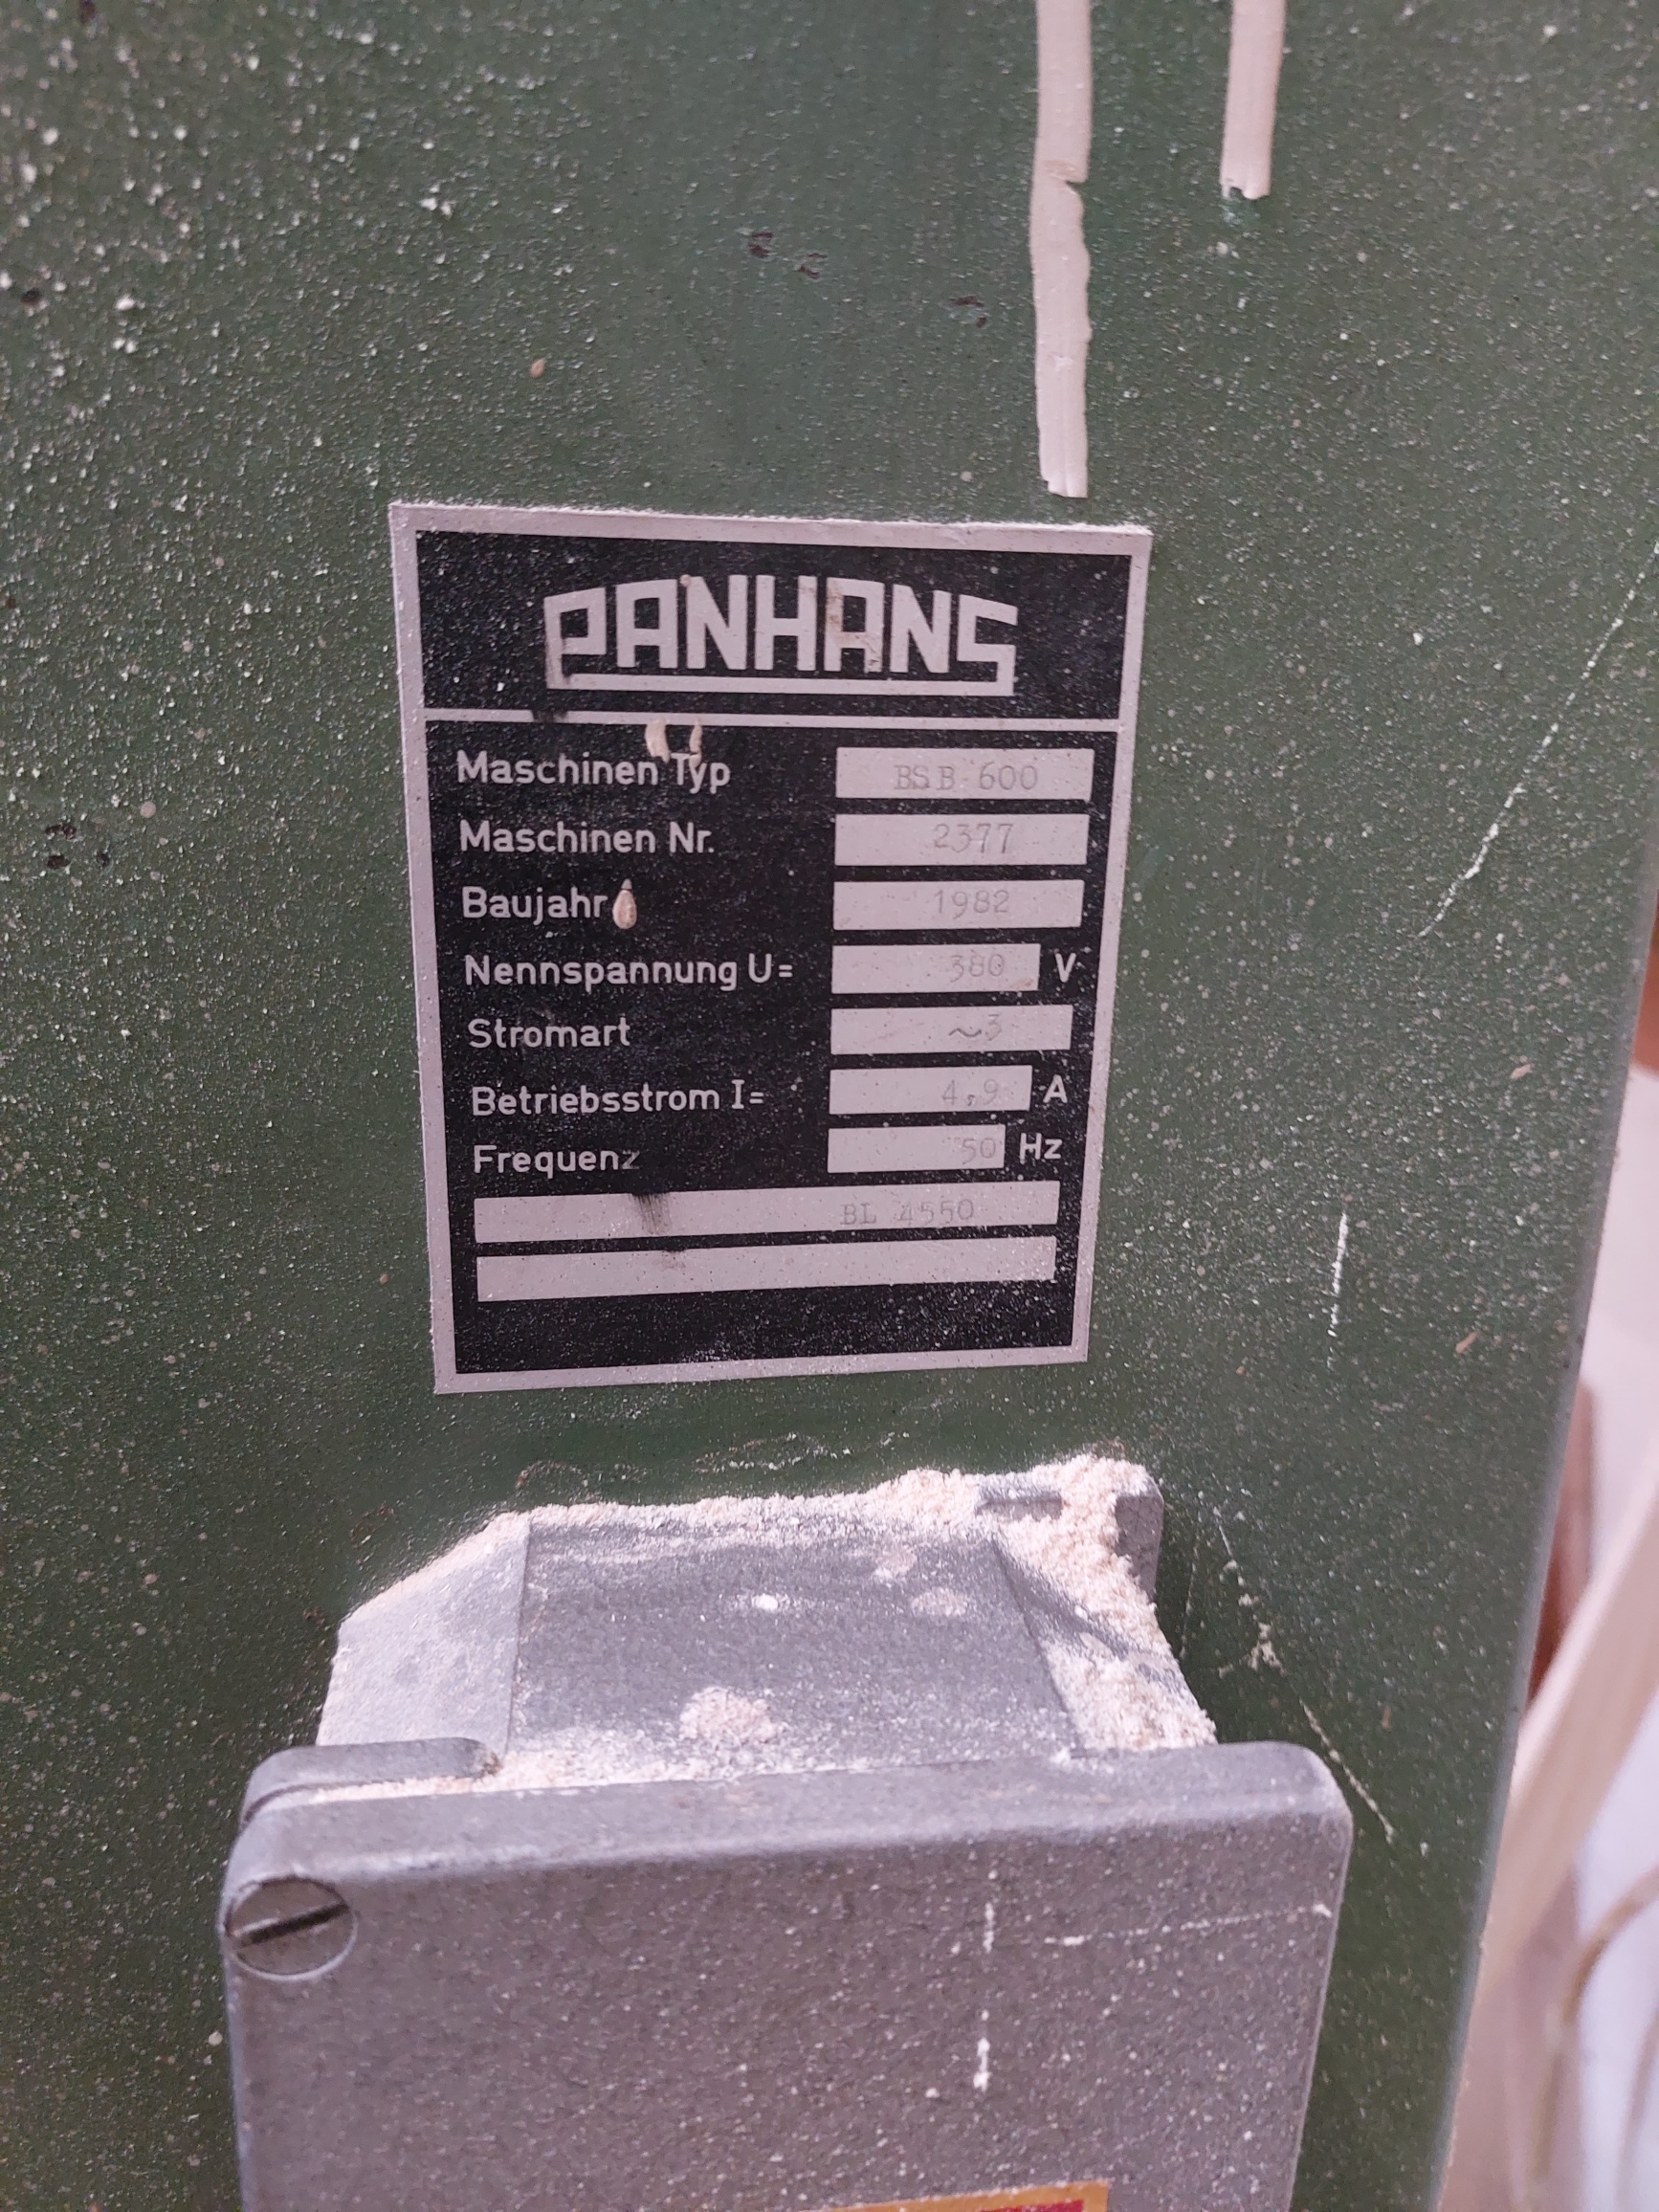 PANHANS
Maschinen Typ BSB 600
Maschinen Nr. 2377
Baujahr 1982
Nennspannung U= 380 V
Stromart ~3
Betriebsstrom I= 4,9 A
Frequenz 50 Hz
BL 4550